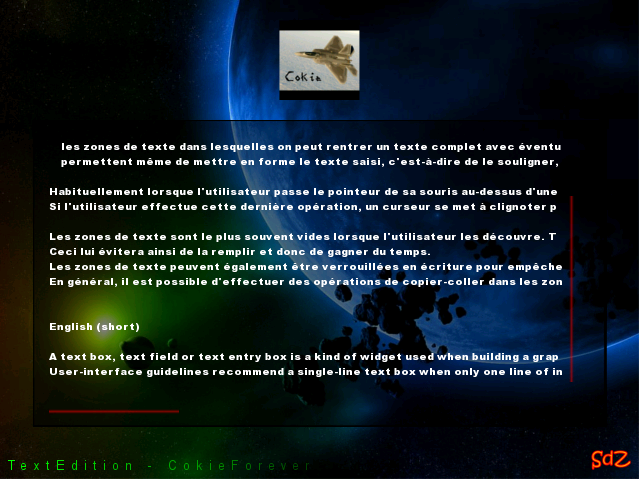 Cokie
les zones de texte dans lesquelles on peut rentrer un texte complet avec éventu
permettent même de mettre en forme le texte saisi, c'est-à-dire de le souligner,
Habituellement lorsque l'utilisateur passe le pointeur de sa souris au-dessus d'une
Si l'utilisateur effectue cette dernière opération, un curseur se met à clignoter p
Les zones de texte sont le plus souvent vides lorsque l'utilisateur les découvre. T
Ceci lui évitera ainsi de la remplir et donc de gagner du temps.
Les zones de texte peuvent également être verrouillées en écriture pour empêche
En général, il est possible d'effectuer des opérations de copier-coller dans les zon
English (short)
A text box, text field or text entry box is a kind of widget used when building a grap
User-interface guidelines recommend a single-line text box when only one line of in
TextEdition - CokieForever
SdZ